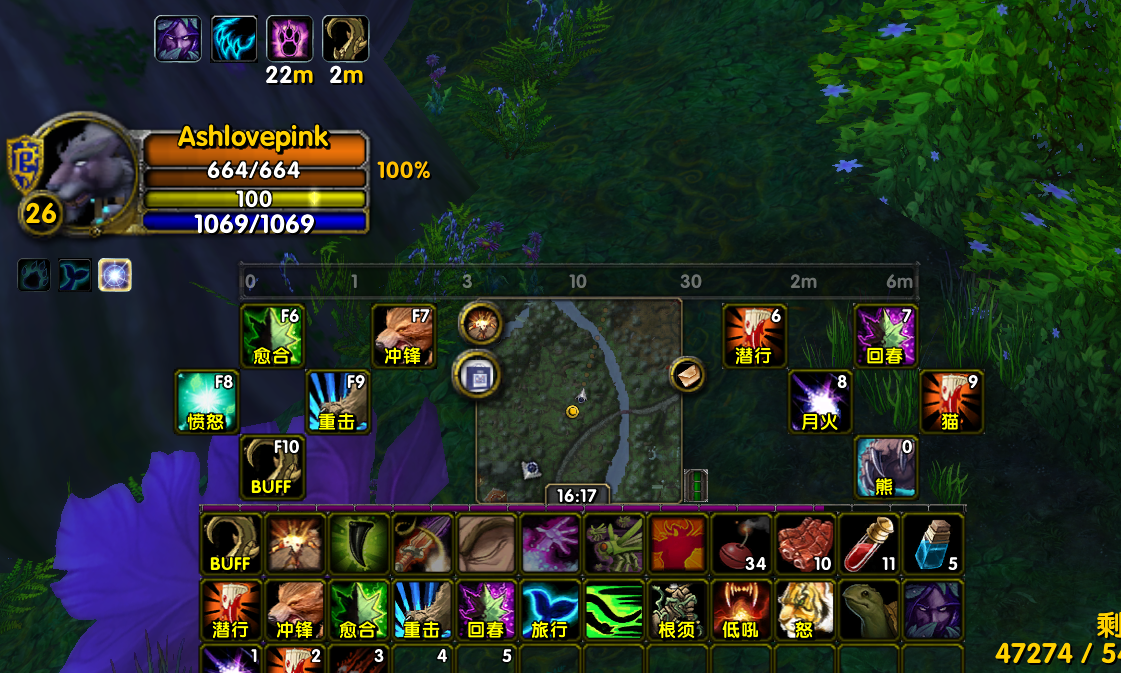 22m 2m
Ashlovepink
664/664 100%
100
1069/1069
26
0 1 3 10 30 2m 6m
F6 F7 6 7
愈合 冲锋 潜行 回春
F8 F9 8 9
愤怒 重击 月火 猫
F10 0
BUFF 熊
16:17
BUFF 34 10 11 5
潜行 冲锋 愈合 重击 回春 旅行 根须 低吼 怒
剩
47274 / 54
1 2 3 4 5